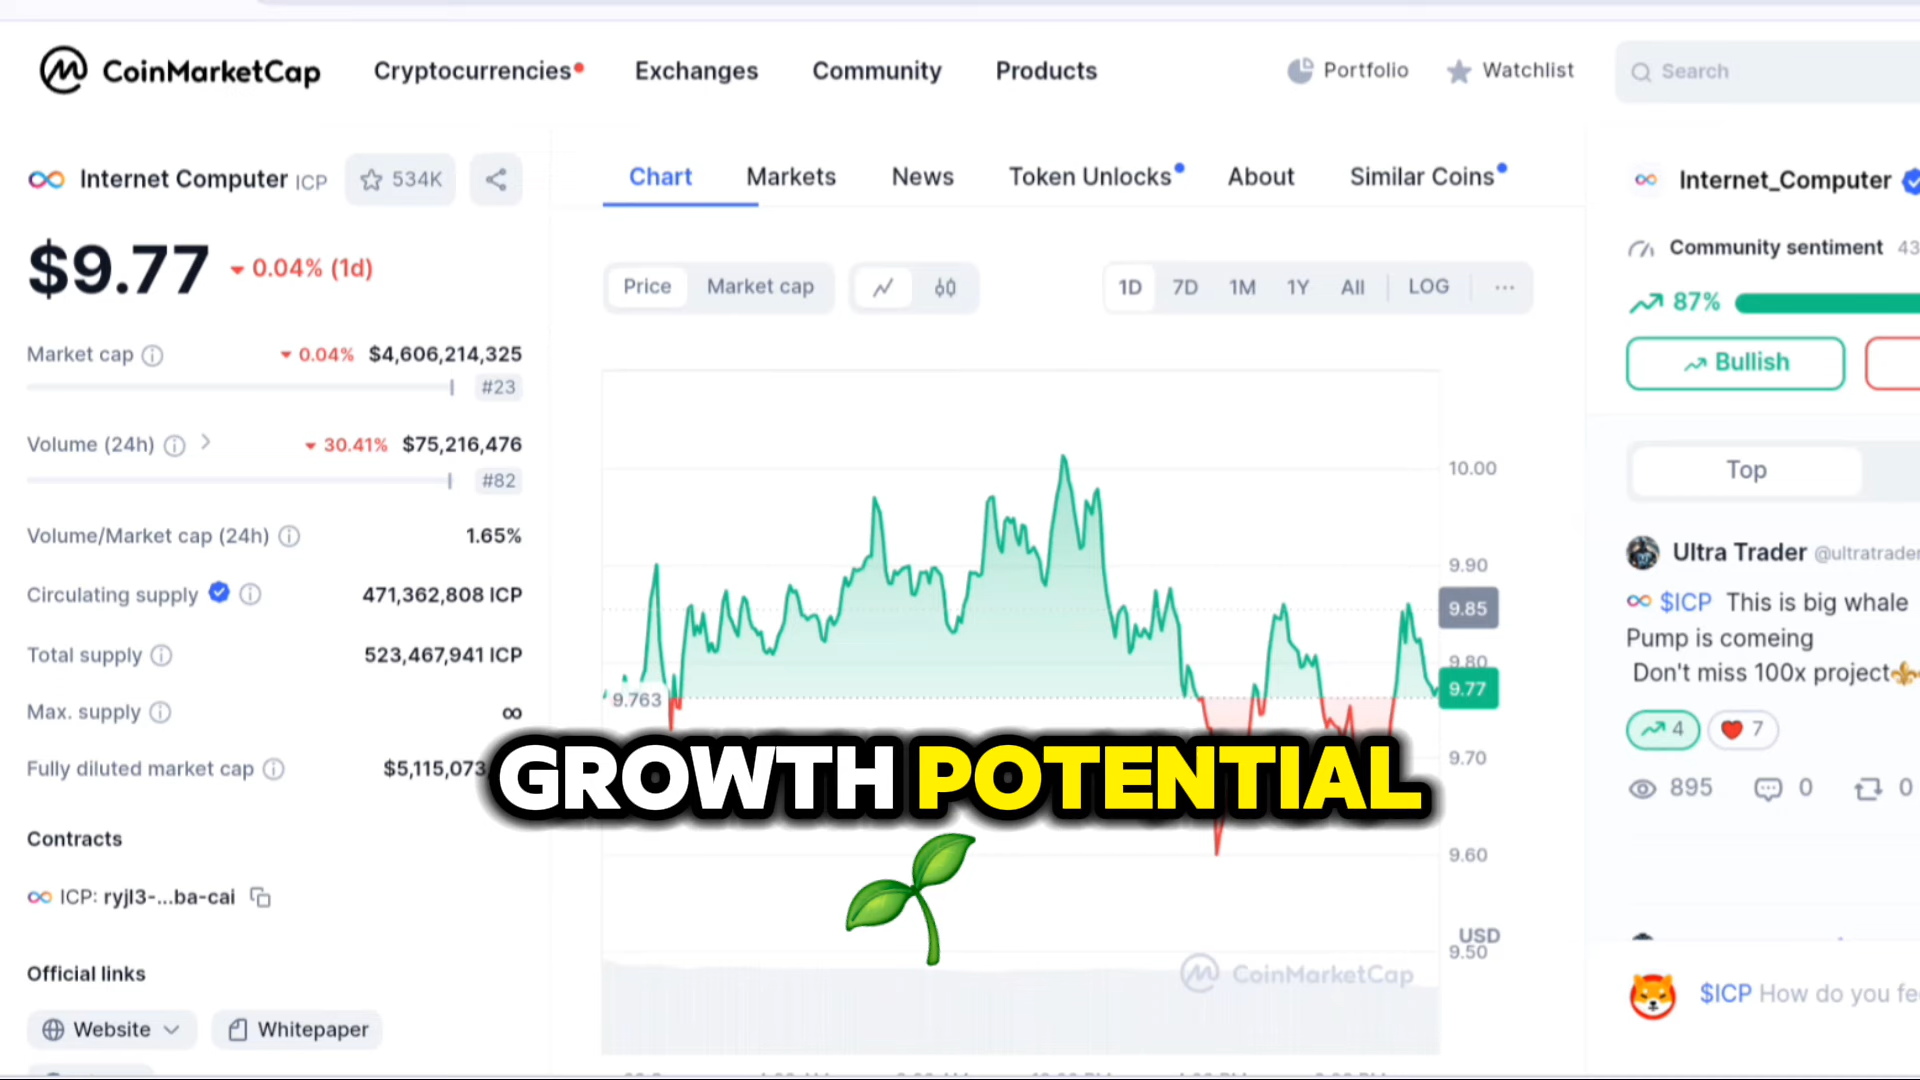 CoinMarketCap Cryptocurrencies Exchanges Community Products Portfolio Watchlist Search
Internet Computer ICP 534K
$9.77 0.04% (1d)
Market cap 0.04% $4,606,214,325
#23
Volume (24h) 30.41% $75,216,476
#82
Volume/Market cap (24h) 1.65%
Circulating supply 471,362,808 ICP
Total supply 523,467,941 ICP
Max. supply ∞
Fully diluted market cap $5,115,073
Contracts
ICP: ryjl3-...ba-cai
Official links
Website Whitepaper
Chart Markets News Token Unlocks About Similar Coins
Price Market cap 1D 7D 1M 1Y All LOG ...
10.00
9.90
9.85
9.80
9.77
9.763
9.70
9.60
USD
9.50
CoinMarketCap
GROWTH POTENTIAL
Internet_Computer
Community sentiment 43
87%
Bullish
Top
Ultra Trader @ultratrader
$ICP This is big whale
Pump is comeing
Don't miss 100x project
4 7
895 0 0
$ICP How do you fe